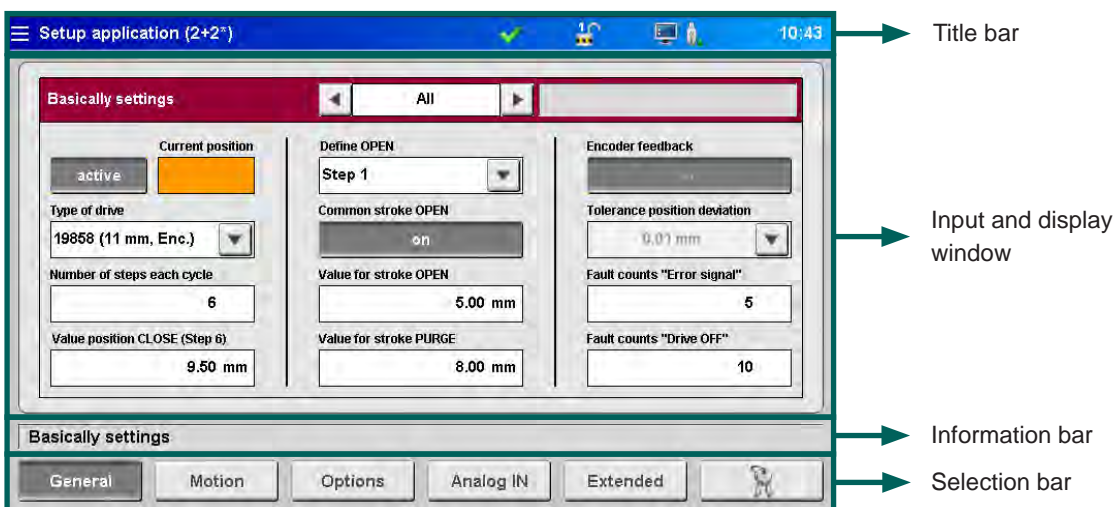 Setup application (2+2*)
10:43
Title bar
Basically settings
All
Current position
active
Type of drive
19858 (11 mm, Enc.)
Number of steps each cycle
6
Value position CLOSE (Step 6)
9.50 mm
Define OPEN
Step 1
Common stroke OPEN
on
Value for stroke OPEN
5.00 mm
Value for stroke PURGE
8.00 mm
Encoder feedback
Tolerance position deviation
0.01 mm
Fault counts "Error signal"
5
Fault counts "Drive OFF"
10
Input and display
window
Basically settings
Information bar
General
Motion
Options
Analog IN
Extended
Selection bar